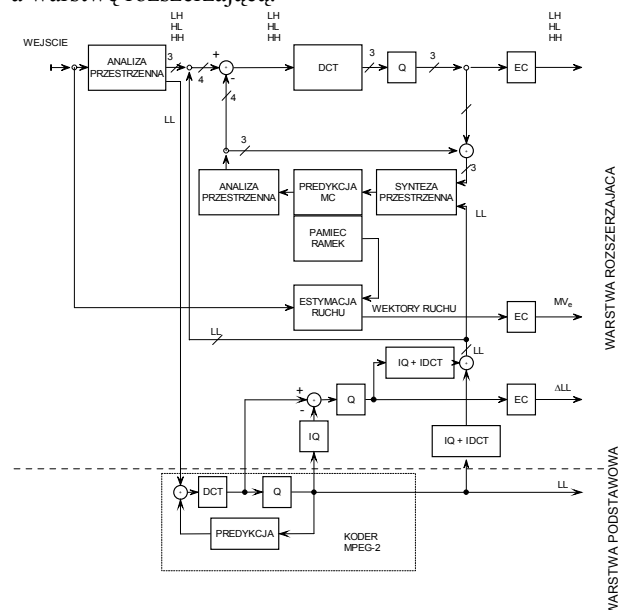 a warstwę rozszerzającą.
LH
HL
HH
LH
HL
HH
LH
HL
HH
WEJSCIE
ANALIZA
PRZESTRZENNA
3
4
+
-
DCT
3
Q
3
EC
4
LL
3
3
ANALIZA
PRZESTRZENNA
PREDYKCJA
MC
SYNTEZA
PRZESTRZENNA
LL
PAMIEC
RAMEK
ESTYMACJA
RUCHU
WEKTORY RUCHU
EC
MVe
WARSTWA ROZSZERZAJACA
LL
LL
IQ + IDCT
+
-
Q
EC
ΔLL
IQ
IQ + IDCT
DCT
Q
LL
PREDYKCJA
KODER
MPEG-2
WARSTWA PODSTAWOWA